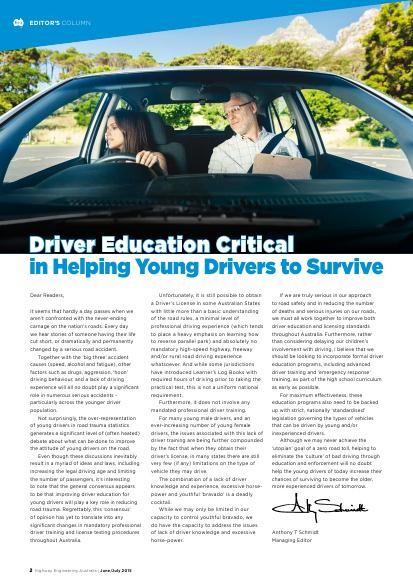 EDITOR'S COLUMN
Driver Education Critical
in Helping Young Drivers to Survive
Dear Readers,
It seems that hardly a day passes when we
aren't confronted with the never-ending
carnage on the nation's roads. Every day
we hear stories of someone having their life
cut short, or dramatically and permanently
changed by a serious road accident.
Together with the 'big three' accident
causes (speed, alcohol and fatigue), other
factors such as drugs, aggression, 'hoon'
driving behaviour, and a lack of driving
experience will all no doubt play a significant
role in numerous serious accidents -
particularly across the younger driver
population.
Not surprisingly, the over-representation
of young drivers in road trauma statistics
generates a significant level of (often heated)
debate about what can be done to improve
the attitude of young drivers on the road.
Even though these discussions inevitably
result in a myriad of ideas and laws, including
increasing the legal driving age and limiting
the number of passengers, it's interesting
to note that the general consensus appears
to be that improving driver education for
young drivers will play a key role in reducing
road trauma. Regrettably, this 'consensus'
of opinion has yet to translate into any
significant changes in mandatory professional
driver training and license testing procedures
throughout Australia.
Unfortunately, it is still possible to obtain
a Driver's License in some Australian States
with little more than a basic understanding
of the road rules, a minimal level of
professional driving experience (which tends
to place a heavy emphasis on learning how
to reverse parallel park) and absolutely no
mandatory high-speed highway, freeway
and/or rural road driving experience
whatsoever. And while some jurisdictions
have introduced Learner's Log Books with
required hours of driving prior to taking the
practical test, this is not a uniform national
requirement.
Furthermore, it does not involve any
mandated professional driver training.
For many young male drivers, and an
ever-increasing number of young female
drivers, the issues associated with this lack of
driver training are being further compounded
by the fact that when they obtain their
driver's license, in many states there are still
very few (if any) limitations on the type of
vehicle they may drive.
The combination of a lack of driver
knowledge and experience, excessive horse-
power and youthful 'bravado' is a deadly
cocktail.
While we may only be limited in our
capacity to control youthful bravado, we
do have the capacity to address the issues
of lack of driver knowledge and excessive
horse-power.
If we are truly serious in our approach
to road safety and in reducing the number
of deaths and serious injuries on our roads,
we must all work together to improve both
driver education and licensing standards
throughout Australia. Furthermore, rather
than considering delaying our children's
involvement with driving, I believe that we
should be looking to incorporate formal driver
education programs, including advanced
driver training and emergency response
training, as part of the high school curriculum
as early as possible.
For maximum effectiveness, these
education programs also need to be backed
up with strict, nationally 'standardised'
legislation governing the types of vehicles
that can be driven by young and/or
inexperienced drivers.
Although we may never achieve the
'utopian' goal of a zero road toll, helping to
eliminate the 'culture' of bad driving through
education and enforcement will no doubt
help the young drivers of today increase their
chances of surviving to become the older,
more experienced drivers of tomorrow.
Anthony T Schmidt
Managing Editor
2 Highway Engineering Australia | June/July 2015